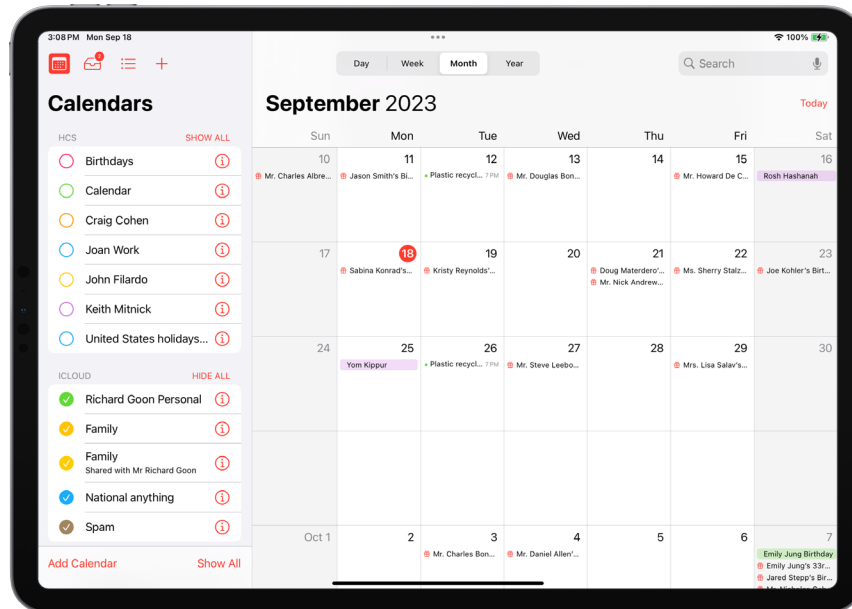 3:08 PM Mon Sep 18
100%
2
Day Week Month Year
Search
Calendars
September 2023
Today
HCS SHOW ALL
Birthdays
Calendar
Craig Cohen
Joan Work
John Filardo
Keith Mitnick
United States holidays...
ICLOUD HIDE ALL
Richard Goon Personal
Family
Family
Shared with Mr Richard Goon
National anything
Spam
Add Calendar Show All
Sun Mon Tue Wed Thu Fri Sat
10 11 12 13 14 15 16
Mr. Charles Albre... Jason Smith's Bi... Plastic recycl... 7 PM Mr. Douglas Bon... Mr. Howard De C... Rosh Hashanah
17 18 19 20 21 22 23
Sabina Konrad's... Kristy Reynolds'... Doug Materdero'... Ms. Sherry Stalz... Joe Kohler's Birt...
Mr. Nick Andrew...
24 25 26 27 28 29 30
Yom Kippur Plastic recycl... 7 PM Mr. Steve Leebo... Mrs. Lisa Salav's...
Oct 1 2 3 4 5 6 7
Mr. Charles Bon... Mr. Daniel Allen'... Emily Jung Birthday
Emily Jung's 33r...
Jared Stepp's Bir...